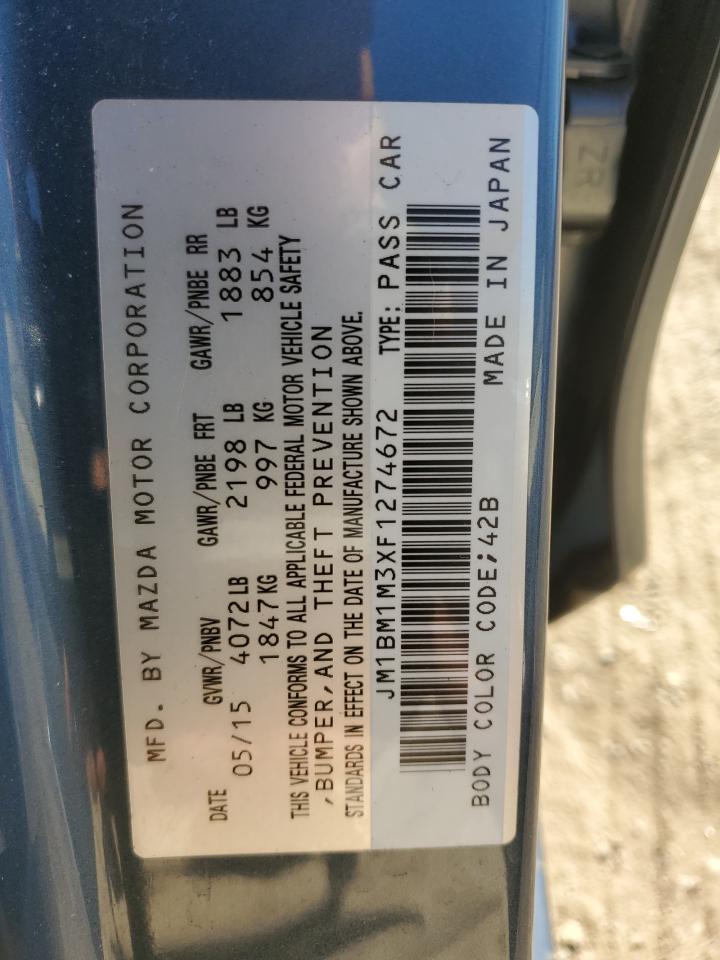 MFD. BY MAZDA MOTOR CORPORATION
DATE GVWR/PNBV GAWR/PNBE FRT GAWR/PNBE RR
05/15 4072LB 2198 LB 1883 LB
1847KG 997 KG 854 KG
THIS VEHICLE CONFORMS TO ALL APPLICABLE FEDERAL MOTOR VEHICLE SAFETY
,BUMPER,AND THEFT PREVENTION
STANDARDS IN EFFECT ON THE DATE OF MANUFACTURE SHOWN ABOVE.
JM1BM1M3XF1274672 TYPE: PASS CAR
BODY COLOR CODE;42B MADE IN JAPAN
ZR